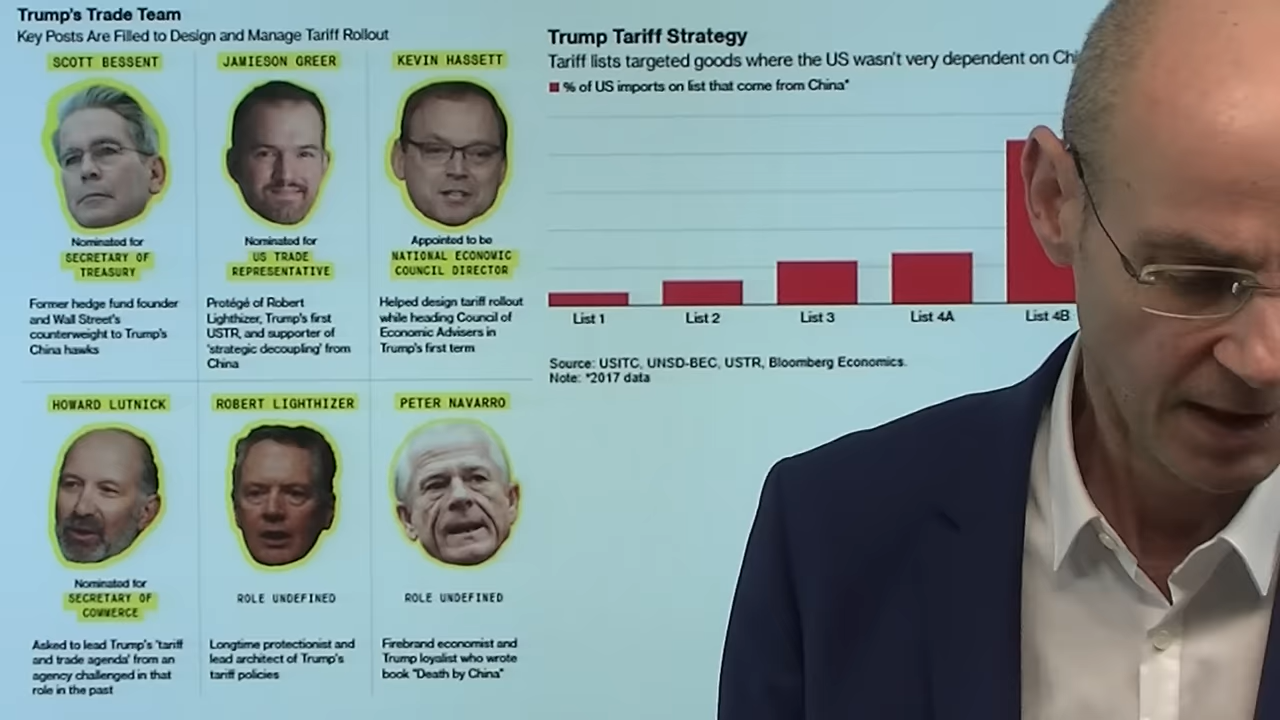 Trump's Trade Team
Key Posts Are Filled to Design and Manage Tariff Rollout
SCOTT BESSENT
Nominated for
SECRETARY OF
TREASURY
Former hedge fund founder
and Wall Street's
counterweight to Trump's
China hawks
JAMIESON GREER
Nominated for
US TRADE
REPRESENTATIVE
Protégé of Robert
Lighthizer, Trump's first
USTR, and supporter of
'strategic decoupling' from
China
KEVIN HASSETT
Appointed to be
NATIONAL ECONOMIC
COUNCIL DIRECTOR
Helped design tariff rollout
while heading Council of
Economic Advisers in
Trump's first term
HOWARD LUTNICK
Nominated for
SECRETARY OF
COMMERCE
Asked to lead Trump's 'tariff
and trade agenda' from an
agency challenged in that
role in the past
ROBERT LIGHTHIZER
ROLE UNDEFINED
Longtime protectionist and
lead architect of Trump's
tariff policies
PETER NAVARRO
ROLE UNDEFINED
Firebrand economist and
Trump loyalist who wrote
book "Death by China"
Trump Tariff Strategy
Tariff lists targeted goods where the US wasn't very dependent on Chi
% of US imports on list that come from China*
List 1
List 2
List 3
List 4A
List 4B
Source: USITC, UNSD-BEC, USTR, Bloomberg Economics.
Note: *2017 data